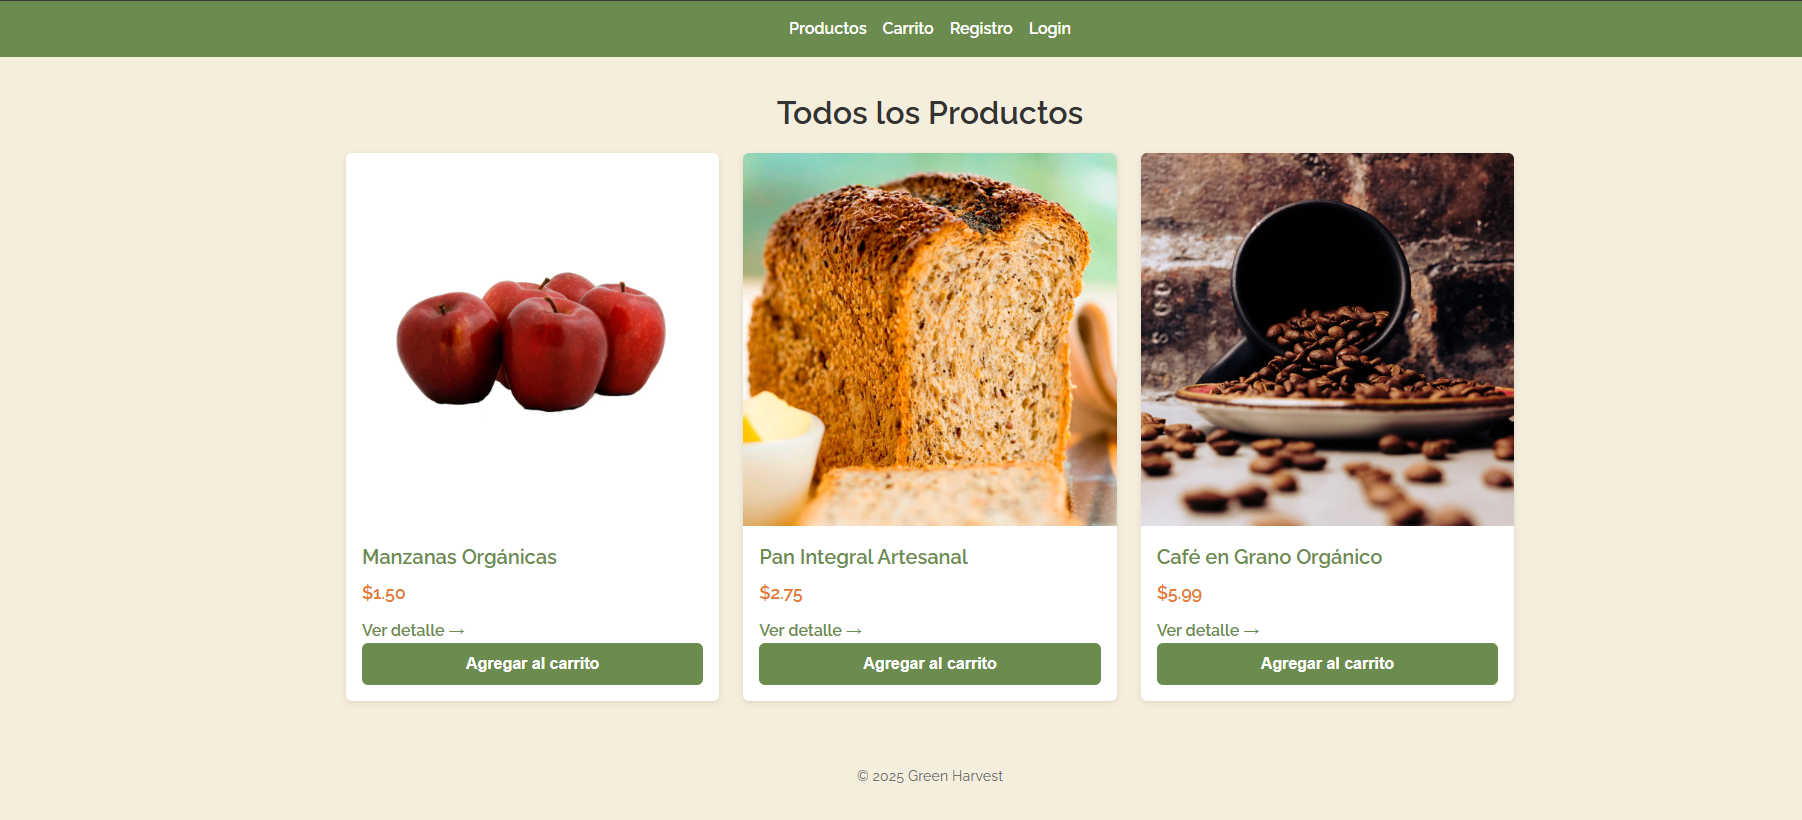 Productos Carrito Registro Login
Todos los Productos
Manzanas Orgánicas
$1.50
Ver detalle →
Agregar al carrito
Pan Integral Artesanal
$2.75
Ver detalle →
Agregar al carrito
Café en Grano Orgánico
$5.99
Ver detalle →
Agregar al carrito
© 2025 Green Harvest